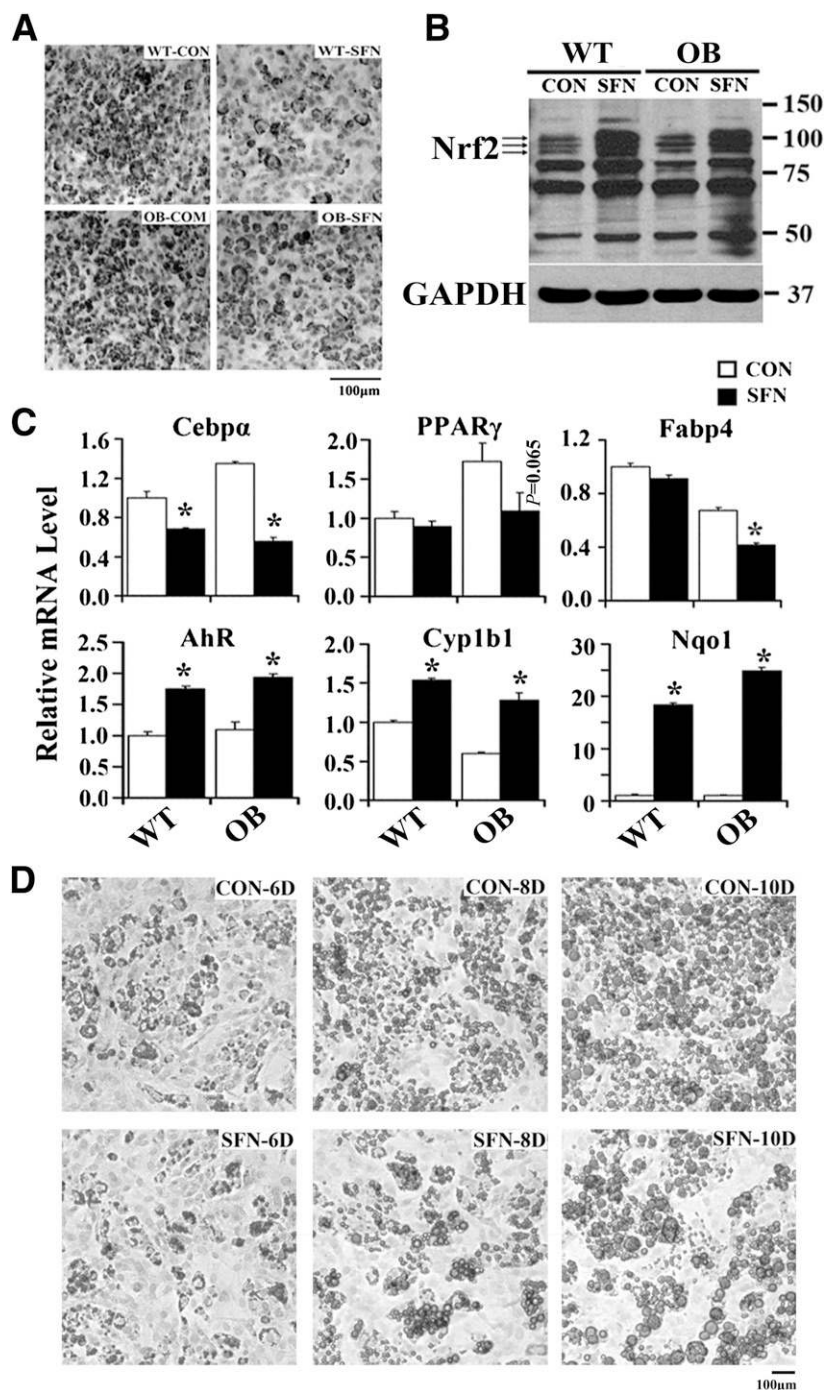 A
WT-CON
WT-SFN
OB-COM
OB-SFN
100µm
B
WT OB
CON SFN CON SFN
150
Nrf2 100
75
50
GAPDH 37
CON
SFN
C
Relative mRNA Level
Cebpα
1.6
1.2
0.8
0.4
0.0
* *
PPARγ
2.0
1.5
1.0
0.5
0.0
P=0.065
Fabp4
1.2
0.8
0.4
0.0
*
AhR
2.5
2.0
1.5
1.0
0.5
0.0
* *
WT OB
Cyp1b1
2.0
1.5
1.0
0.5
0.0
* *
WT OB
Nqo1
30
20
10
0
* *
WT OB
D
CON-6D
CON-8D
CON-10D
SFN-6D
SFN-8D
SFN-10D
100µm